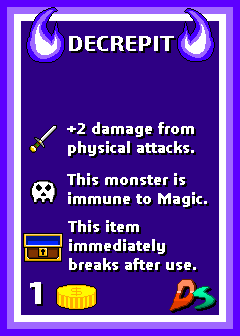 DECREPIT
+2 damage from
physical attacks.
This monster is
immune to Magic.
This item
immediately
breaks after use.
1
DS